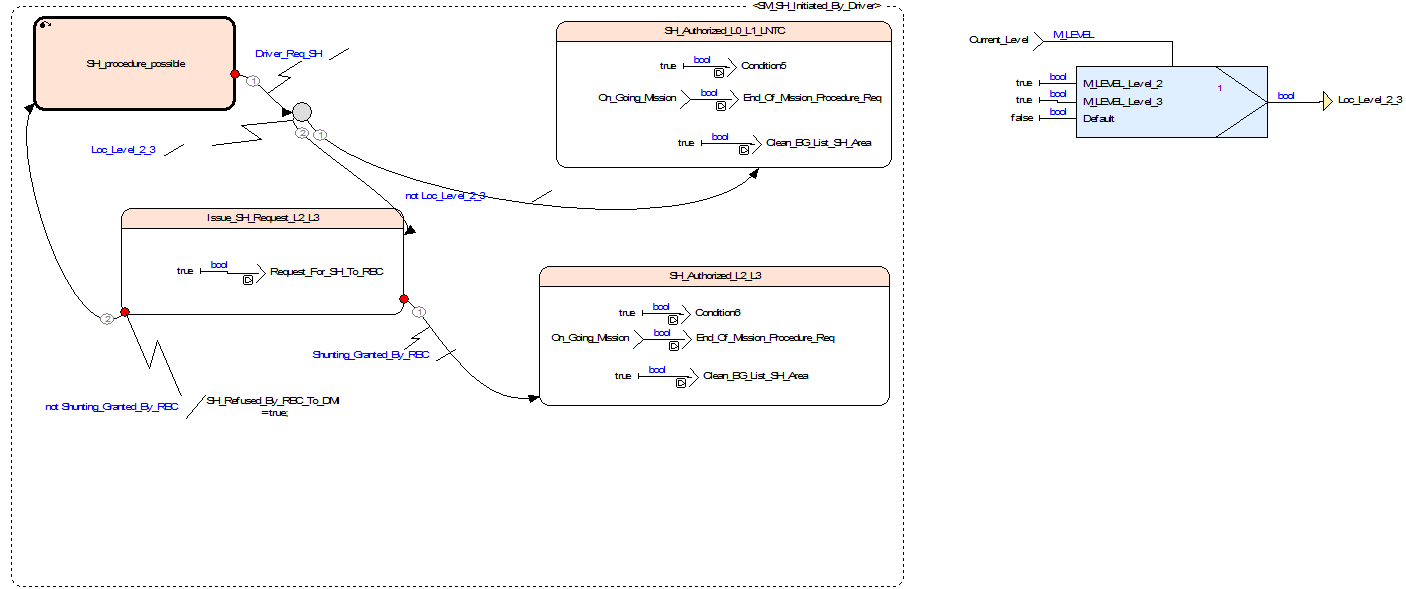 <SM_SH_Initiated_By_Driver>
SH_procedure_possible
Driver_Req_SH
1
2
1
Loc_Level_2_3
not Loc_Level_2_3
SH_Authorized_L0_L1_LNTC
true bool Condition5
On_Going_Mission bool End_Of_Mission_Procedure_Req
true bool Clean_BG_List_SH_Area
Issue_SH_Request_L2_L3
true bool Request_For_SH_To_RBC
2
1
Shunting_Granted_By_RBC
not Shunting_Granted_By_RBC
SH_Refused_By_RBC_To_DMI
=true;
SH_Authorized_L2_L3
true bool Condition6
On_Going_Mission bool End_Of_Mission_Procedure_Req
true bool Clean_BG_List_SH_Area
Current_Level M_LEVEL
true bool M_LEVEL_Level_2
true bool M_LEVEL_Level_3
false bool Default
1
bool Loc_Level_2_3